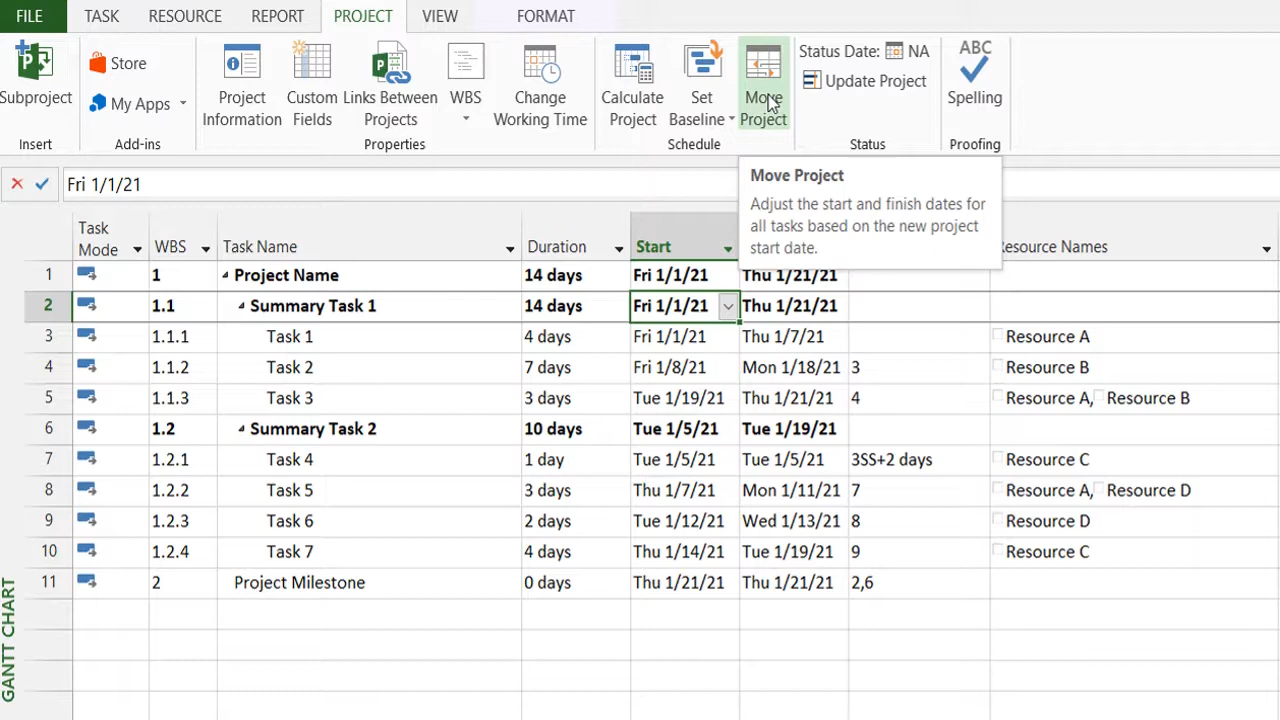 FILE TASK RESOURCE REPORT PROJECT VIEW FORMAT
Subproject
Store
My Apps
Project Information
Custom Fields
Links Between Projects
WBS
Change Working Time
Calculate Project
Set Baseline
Move Project
Status Date: NA
Update Project
ABC
Spelling
Insert Add-ins Properties Schedule Status Proofing
Fri 1/1/21
Move Project
Adjust the start and finish dates for
all tasks based on the new project
start date.
Task Mode WBS Task Name Duration Start Resource Names
1 1 Project Name 14 days Fri 1/1/21 Thu 1/21/21
2 1.1 Summary Task 1 14 days Fri 1/1/21 Thu 1/21/21
3 1.1.1 Task 1 4 days Fri 1/1/21 Thu 1/7/21 Resource A
4 1.1.2 Task 2 7 days Fri 1/8/21 Mon 1/18/21 3 Resource B
5 1.1.3 Task 3 3 days Tue 1/19/21 Thu 1/21/21 4 Resource A, Resource B
6 1.2 Summary Task 2 10 days Tue 1/5/21 Tue 1/19/21
7 1.2.1 Task 4 1 day Tue 1/5/21 Tue 1/5/21 3SS+2 days Resource C
8 1.2.2 Task 5 3 days Thu 1/7/21 Mon 1/11/21 7 Resource A, Resource D
9 1.2.3 Task 6 2 days Tue 1/12/21 Wed 1/13/21 8 Resource D
10 1.2.4 Task 7 4 days Thu 1/14/21 Tue 1/19/21 9 Resource C
11 2 Project Milestone 0 days Thu 1/21/21 Thu 1/21/21 2,6
GANTT CHART